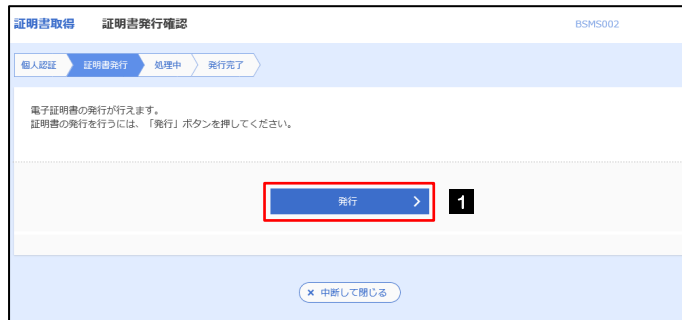 証明書取得 証明書発行確認 BSMS002
個人認証 証明書発行 処理中 発行完了
電子証明書の発行が行えます。
証明書の発行を行うには、「発行」ボタンを押してください。
発行 1
× 中断して閉じる